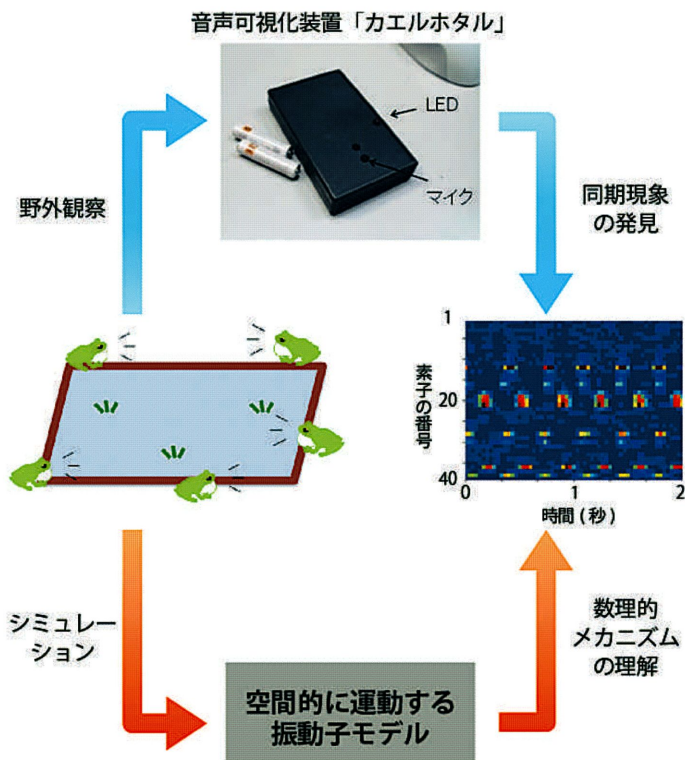 音声可視化装置「カエルホタル」
LED
マイク
野外観察
同期現象
の発見
1
20
40
素子の番号
0
1
2
時間(秒)
シミュレー
ション
数理的
メカニズム
の理解
空間的に運動する
振動子モデル